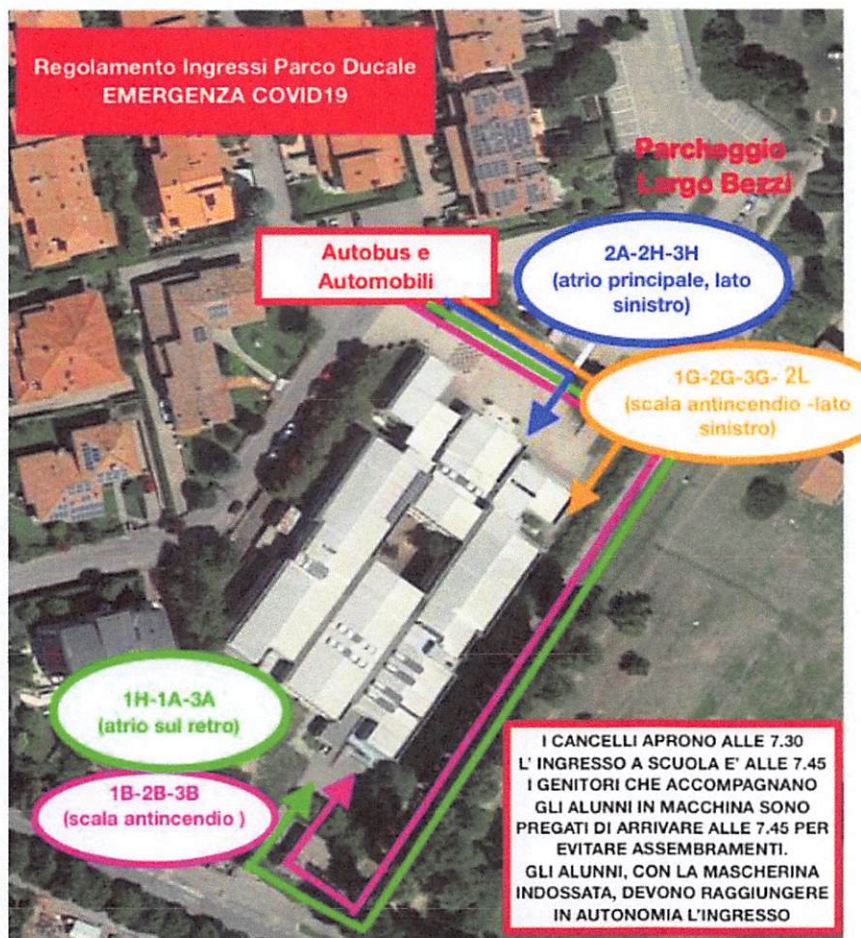 Regolamento Ingressi Parco Ducale
EMERGENZA COVID19
Parcheggio
Largo Bezzi
Autobus e
Automobili
2A-2H-3H
(atrio principale, lato
sinistro)
1G-2G-3G- 2L
(scala antincendio -lato
sinistro)
1H-1A-3A
(atrio sul retro)
1B-2B-3B
(scala antincendio )
I CANCELLI APRONO ALLE 7.30
L' INGRESSO A SCUOLA E' ALLE 7.45
I GENITORI CHE ACCOMPAGNANO
GLI ALUNNI IN MACCHINA SONO
PREGATI DI ARRIVARE ALLE 7.45 PER
EVITARE ASSEMBRAMENTI.
GLI ALUNNI, CON LA MASCHERINA
INDOSSATA, DEVONO RAGGIUNGERE
IN AUTONOMIA L'INGRESSO